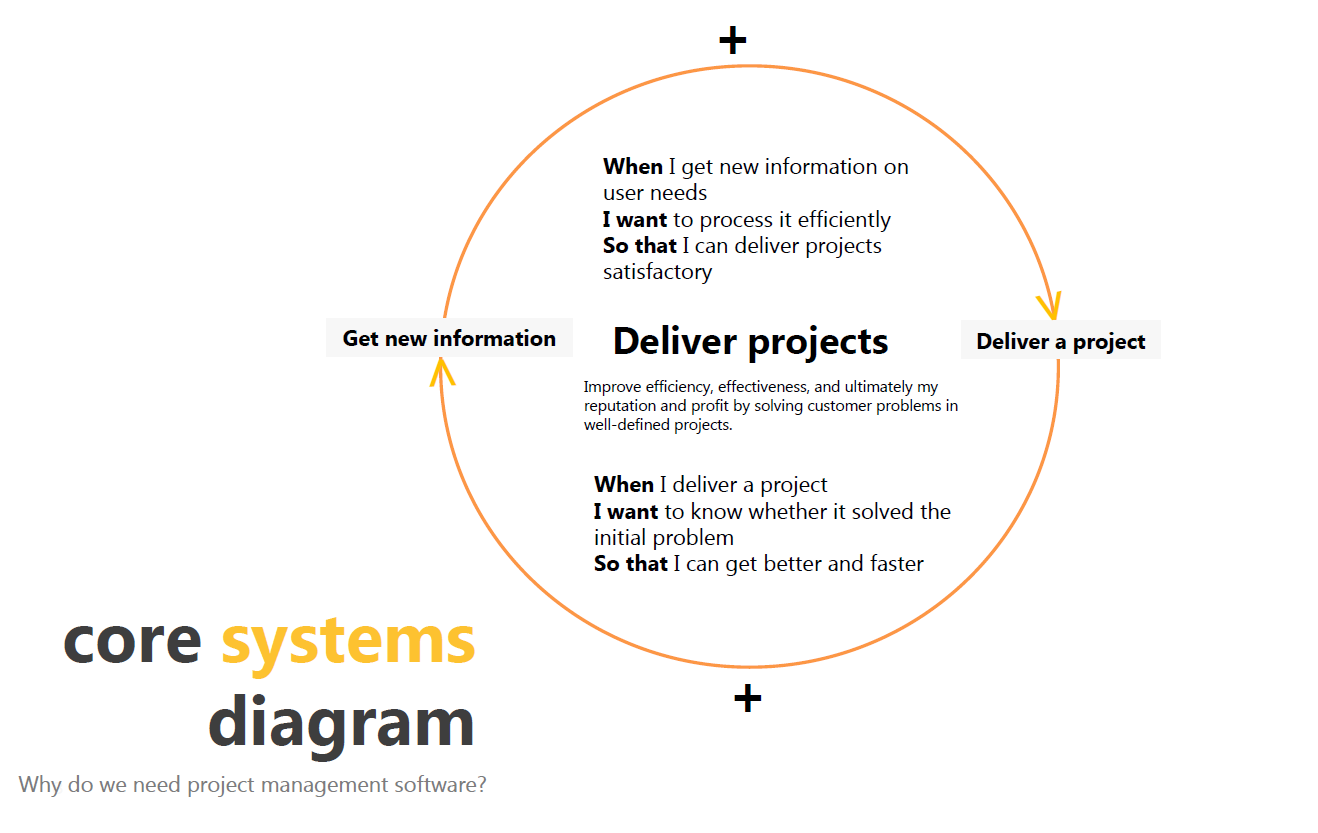 +
When I get new information on
user needs
I want to process it efficiently
So that I can deliver projects
satisfactory
Get new information
Deliver projects
Deliver a project
Improve efficiency, effectiveness, and ultimately my
reputation and profit by solving customer problems in
well-defined projects.
When I deliver a project
I want to know whether it solved the
initial problem
So that I can get better and faster
+
core systems
diagram
Why do we need project management software?